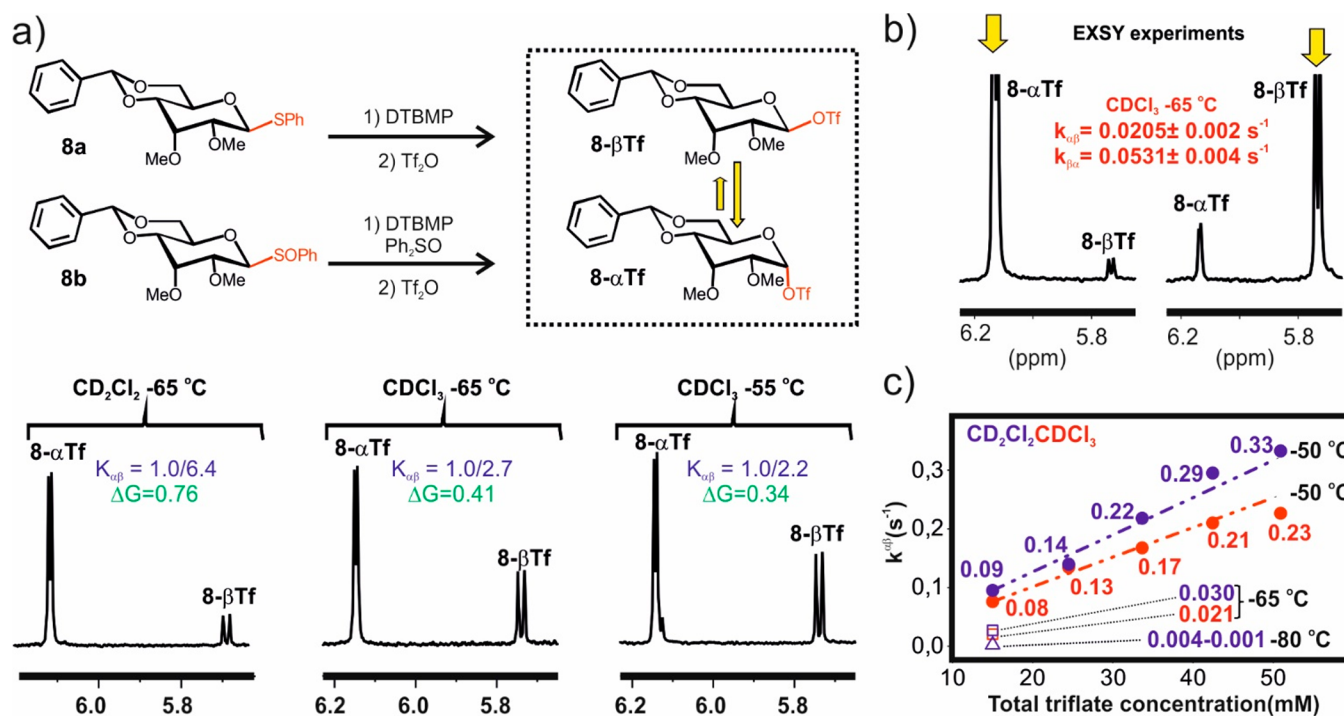 a)
8a
SPh
MeO
OMe
O
O
O
1) DTBMP
2) Tf₂O
8-βTf
OTf
MeO
OMe
O
O
O
8b
SOPh
MeO
OMe
O
O
O
1) DTBMP
Ph₂SO
2) Tf₂O
8-αTf
MeO
MeO
OTf
O
O
O
CD₂Cl₂ -65 °C
8-αTf
Kαβ = 1.0/6.4
ΔG=0.76
8-βTf
6.0 5.8
CDCl₃ -65 °C
8-αTf
Kαβ = 1.0/2.7
ΔG=0.41
8-βTf
6.2 6.0 5.8
CDCl₃ -55 °C
8-αTf
Kαβ = 1.0/2.2
ΔG=0.34
8-βTf
6.2 6.0 5.8
b)
EXSY experiments
8-αTf
8-βTf
CDCl₃ -65 °C
kαβ= 0.0205± 0.002 s⁻¹
kβα= 0.0531± 0.004 s⁻¹
8-βTf
8-αTf
6.2 5.8
(ppm)
6.2 5.8
(ppm)
c)
CD₂Cl₂CDCl₃
kαβ(s⁻¹)
0,3
0,2
0,1
0,0
0.09
0.14
0.22
0.29
0.33
-50 °C
-50 °C
0.08
0.13
0.17
0.21
0.23
0.030
0.021
-65 °C
0.004-0.001 -80 °C
10 20 30 40 50
Total triflate concentration(mM)